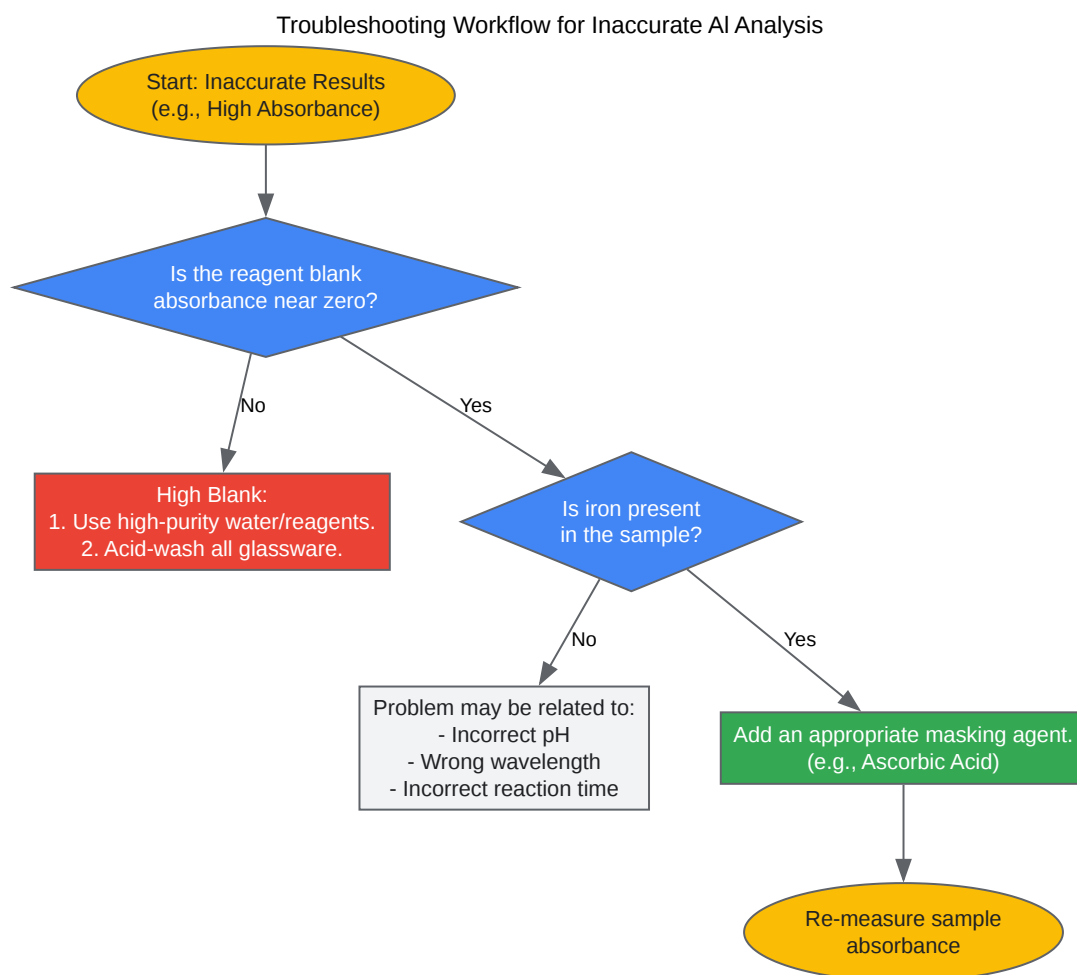 Troubleshooting Workflow for Inaccurate Al Analysis
Start: Inaccurate Results
(e.g., High Absorbance)
Is the reagent blank
absorbance near zero?
No
Yes
High Blank:
1. Use high-purity water/reagents.
2. Acid-wash all glassware.
Is iron present
in the sample?
No
Yes
Problem may be related to:
- Incorrect pH
- Wrong wavelength
- Incorrect reaction time
Add an appropriate masking agent.
(e.g., Ascorbic Acid)
Re-measure sample
absorbance